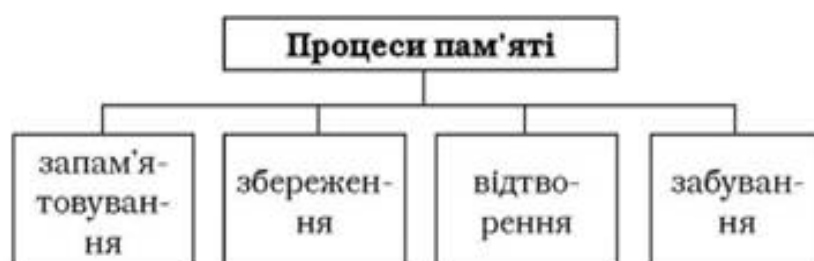 Процеси пам'яті
запам'я-
товуван-
ня
збережен-
ня
відтво-
рення
забуван-
ня